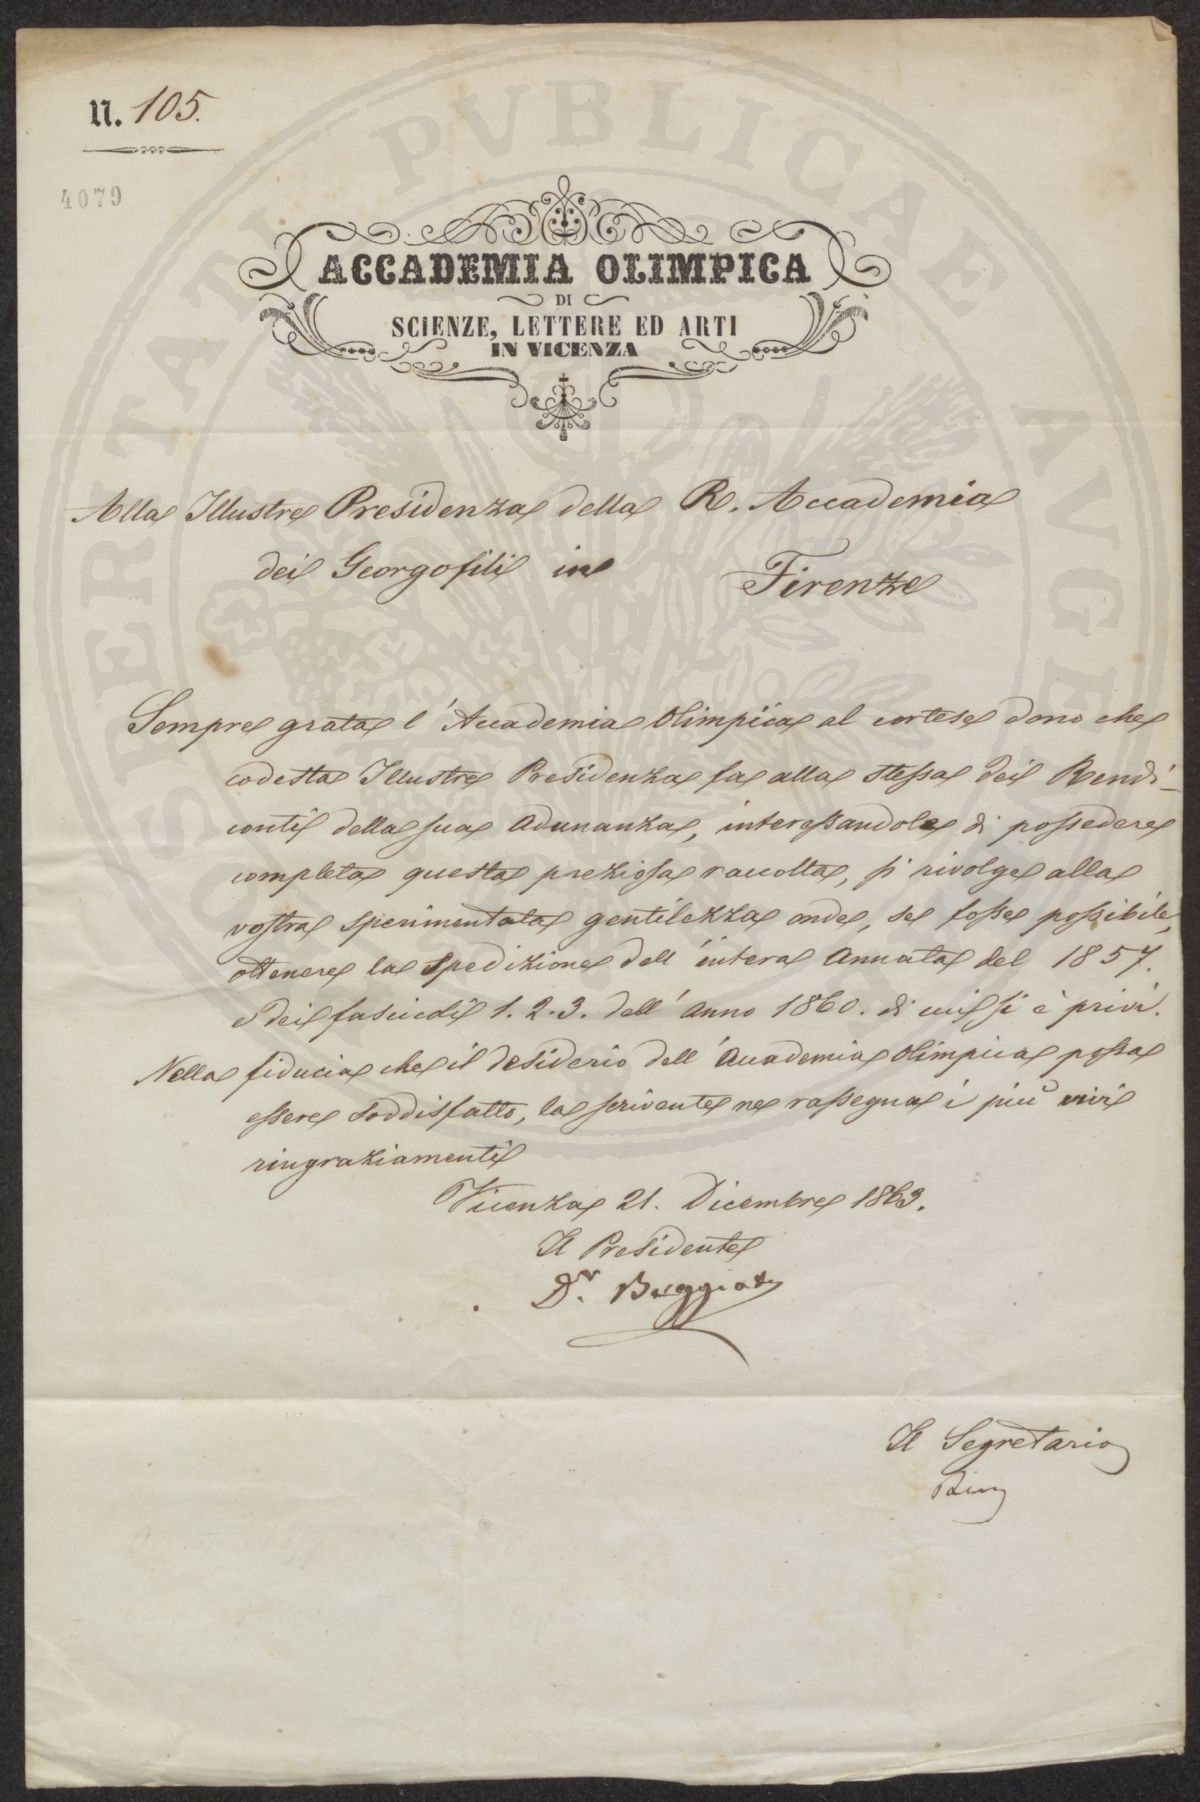 N. 105.
4079
ACCADEMIA OLIMPICA
DI
SCIENZE, LETTERE ED ARTI
IN VICENZA
Alla Illustre Presidenza della R. Accademia
dei Georgofili in Firenze
Sempre grata l'Accademia Olimpica al cortese dono che
codesta Illustre Presidenza fa alla stessa dei Rendi-
conti della sua Adunanza, interessandole di possedere
completa questa preziosa raccolta, si rivolge alla
vostra sperimentata gentilezza onde, se fosse possibile,
ottenere la spedizione dell'intera Annata del 1857.
e dei fascicoli 1. 2. 3. dell'anno 1860. di cui si è privi.
Nella fiducia che il desiderio dell'Accademia Olimpica possa
essere soddisfatto, la scrivente ne rassegna i più vivi
ringraziamenti
Vicenza 21. Dicembre 1863.
Il Presidente
Dr.
Il Segretario
PUBLICAE AUGE
PROSPERITATI